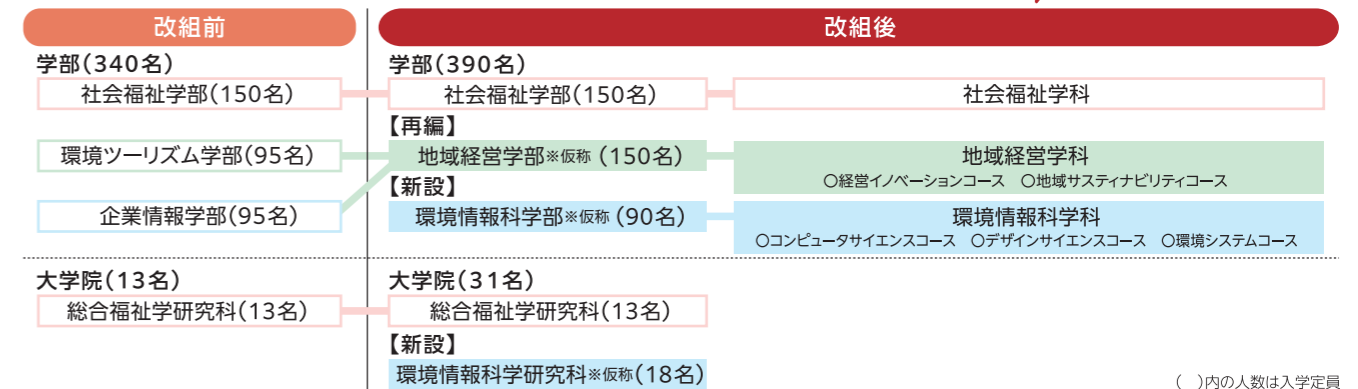 改組前
改組後
学部(340名)
学部(390名)
社会福祉学部(150名)
社会福祉学部(150名)
社会福祉学科
【再編】
環境ツーリズム学部(95名)
地域経営学部※仮称 (150名)
地域経営学科
○経営イノベーションコース ○地域サスティナビリティコース
【新設】
企業情報学部(95名)
環境情報科学部※仮称 (90名)
環境情報科学科
○コンピュータサイエンスコース ○デザインサイエンスコース ○環境システムコース
大学院(13名)
大学院(31名)
総合福祉学研究科(13名)
総合福祉学研究科(13名)
【新設】
環境情報科学研究科※仮称(18名)
( )内の人数は入学定員